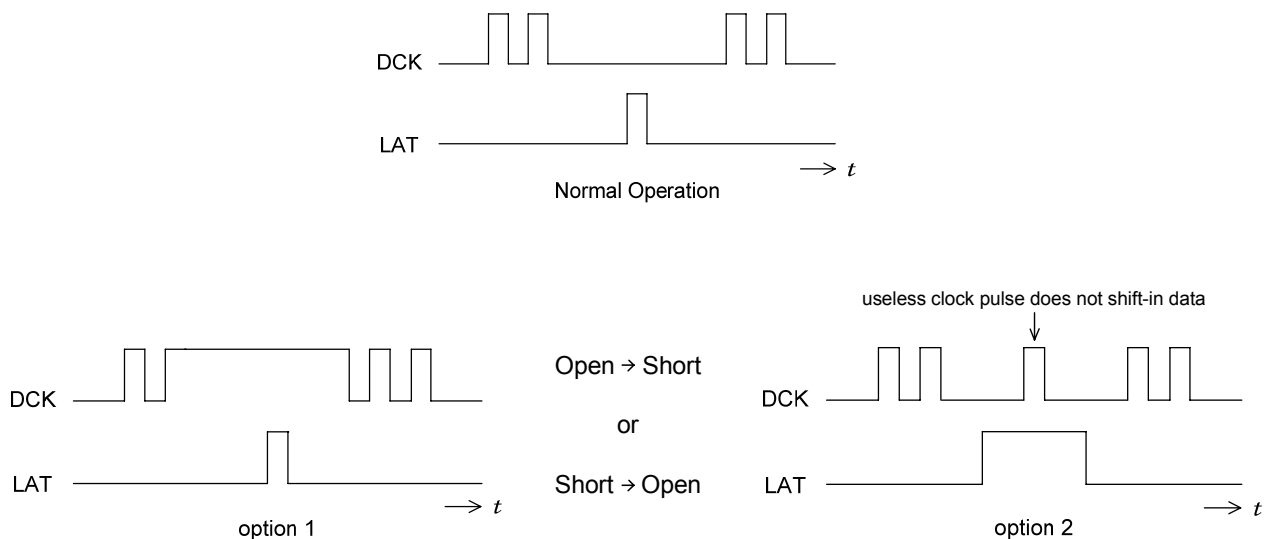 DCK
LAT
t
Normal Operation
useless clock pulse does not shift-in data
DCK
LAT
t
option 1
Open → Short
or
Short → Open
DCK
LAT
t
option 2